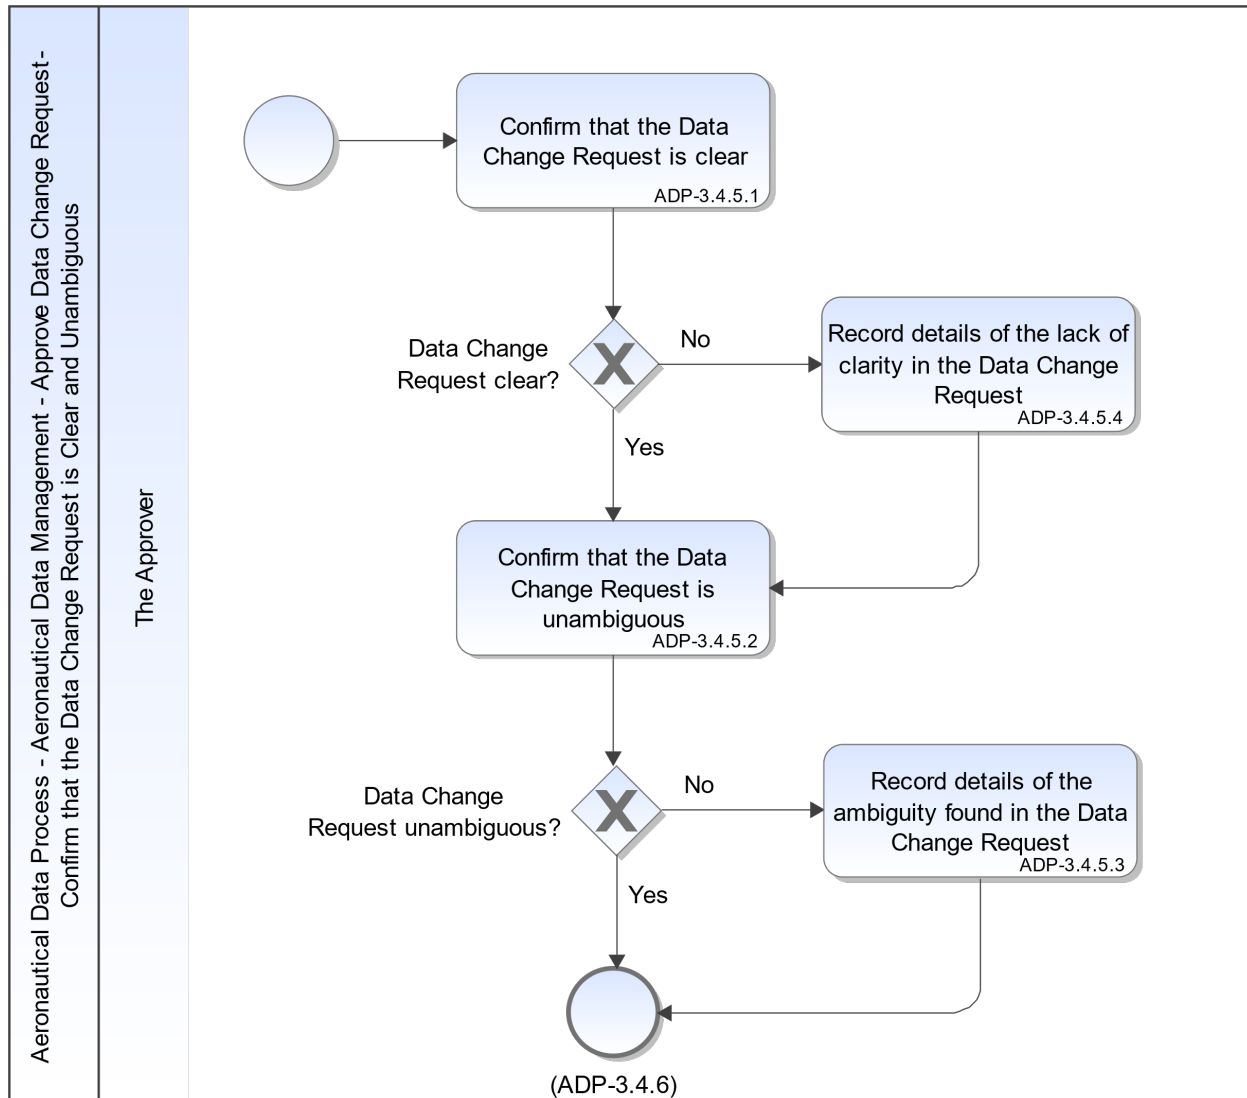 Aeronautical Data Process - Aeronautical Data Management - Approve Data Change Request -
Confirm that the Data Change Request is Clear and Unambiguous
The Approver
Confirm that the Data
Change Request is clear
ADP-3.4.5.1
Data Change
Request clear?
No
Record details of the lack of
clarity in the Data Change
Request
ADP-3.4.5.4
Yes
Confirm that the Data
Change Request is
unambiguous
ADP-3.4.5.2
Data Change
Request unambiguous?
No
Record details of the
ambiguity found in the Data
Change Request
ADP-3.4.5.3
Yes
(ADP-3.4.6)